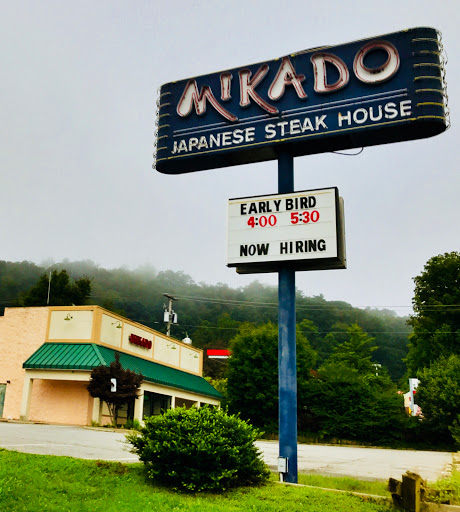 MIKADO
JAPANESE STEAK HOUSE
EARLY BIRD
4:00 5:30
NOW HIRING